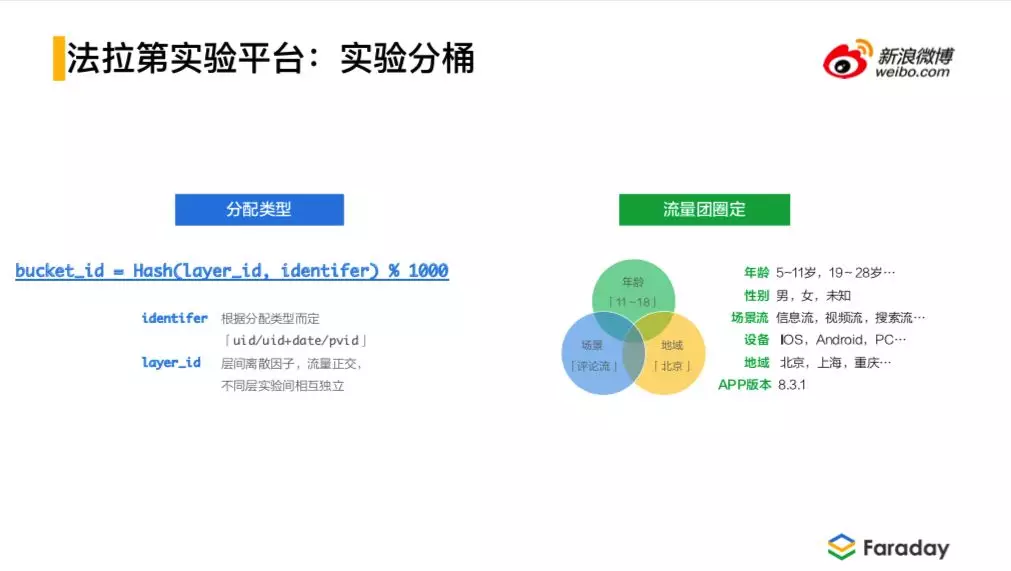 法拉第实验平台：实验分桶
新浪微博
weibo.com
分配类型
bucket_id = Hash(layer_id, identifer) % 1000
identifer 根据分配类型而定
「uid/uid+date/pvid」
layer_id 层间离散因子，流量正交，
不同层实验间相互独立
流量团圈定
年龄
「11~18」
场景
「评论流」
地域
「北京」
年龄 5~11岁，19~28岁…
性别 男，女，未知
场景流 信息流，视频流，搜索流…
设备 IOS，Android，PC…
地域 北京，上海，重庆…
APP版本 8.3.1
Faraday